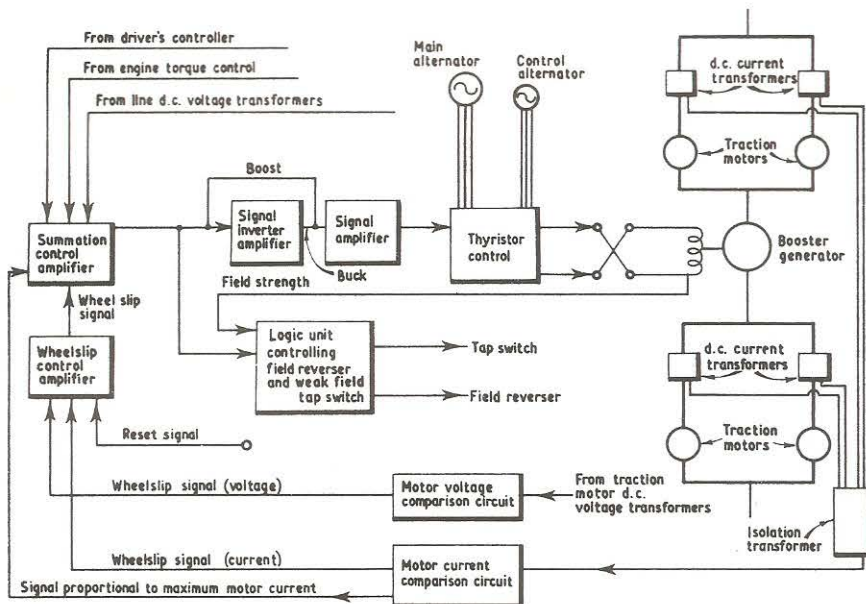 From driver's controller
From engine torque control
From line d.c. voltage transformers
Main
alternator
Control
alternator
d.c. current
transformers
Traction
motors
Boost
Summation
control
amplifier
Signal
inverter
amplifier
Signal
amplifier
Buck
Thyristor
control
Booster
generator
Field strength
Wheel slip
signal
Wheelslip
control
amplifier
Logic unit
controlling
field reverser
and weak field
tap switch
Tap switch
Field reverser
d.c. current
transformers
Traction
motors
Reset signal
Wheelslip signal (voltage)
Motor voltage
comparison circuit
From traction
motor d.c.
voltage transformers
Isolation
transformer
Wheelslip signal (current)
Motor current
comparison circuit
Signal proportional to maximum motor current